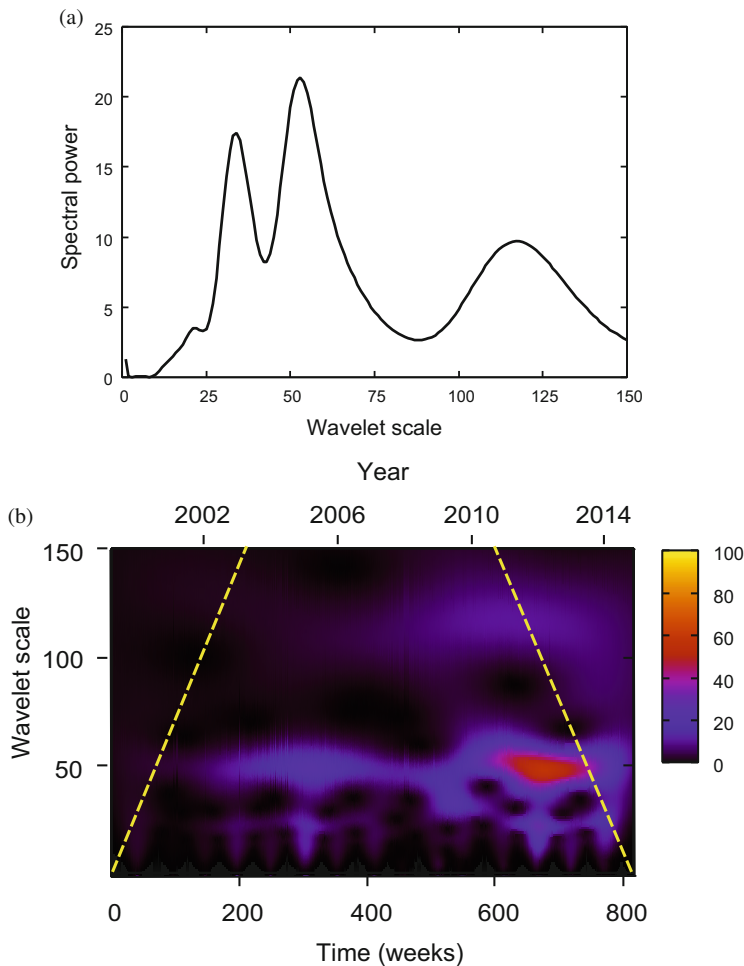 (a)
25
20
15
10
5
0
Spectral power
0 25 50 75 100 125 150
Wavelet scale
Year
(b)
2002 2006 2010 2014
150
100
50
Wavelet scale
100
80
60
40
20
0
0 200 400 600 800
Time (weeks)